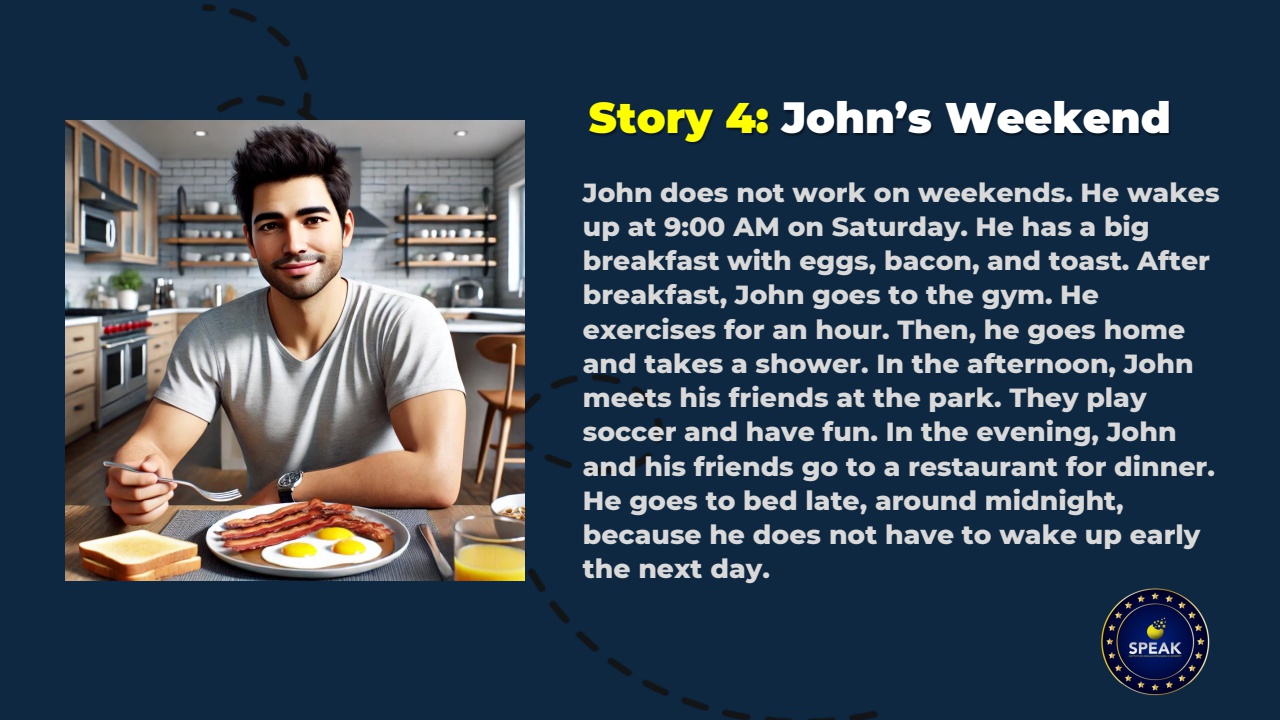 Story 4: John’s Weekend
John does not work on weekends. He wakes
up at 9:00 AM on Saturday. He has a big
breakfast with eggs, bacon, and toast. After
breakfast, John goes to the gym. He
exercises for an hour. Then, he goes home
and takes a shower. In the afternoon, John
meets his friends at the park. They play
soccer and have fun. In the evening, John
and his friends go to a restaurant for dinner.
He goes to bed late, around midnight,
because he does not have to wake up early
the next day.
SPEAK